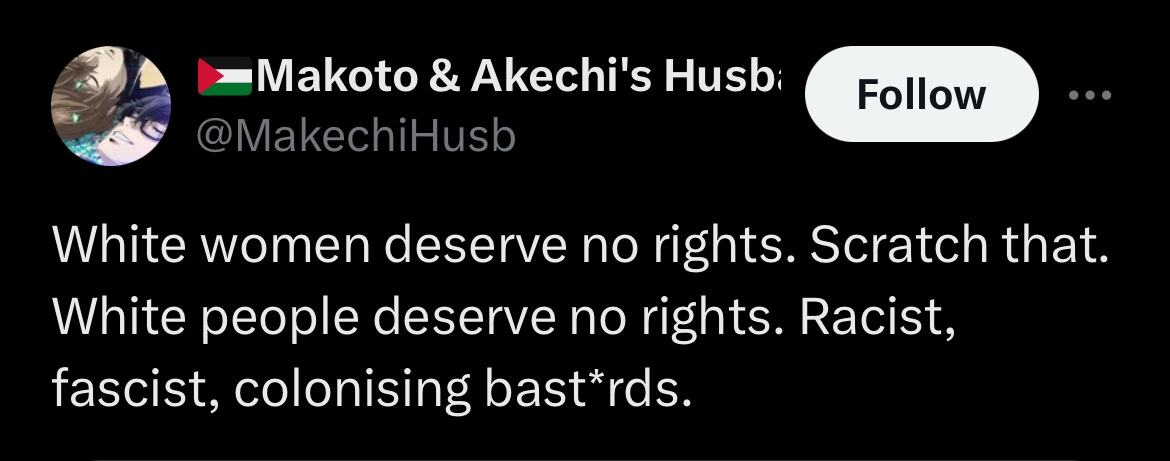 🇵🇸Makoto & Akechi's Husba
Follow
@MakechiHusb
White women deserve no rights. Scratch that.
White people deserve no rights. Racist,
fascist, colonising bast*rds.